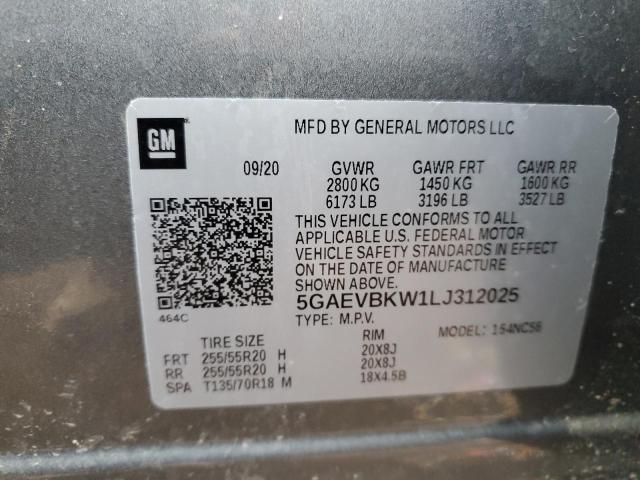 GM
MFD BY GENERAL MOTORS LLC
09/20 GVWR GAWR FRT GAWR RR
2800 KG 1450 KG 1600 KG
6173 LB 3196 LB 3527 LB
THIS VEHICLE CONFORMS TO ALL
APPLICABLE U.S. FEDERAL MOTOR
VEHICLE SAFETY STANDARDS IN EFFECT
ON THE DATE OF MANUFACTURE
SHOWN ABOVE.
464C
5GAEVBKW1LJ312025
TYPE: M.P.V. MODEL: 154NC56
TIRE SIZE RIM
FRT 255/55R20 H 20X8J
RR 255/55R20 H 20X8J
SPA T135/70R18 M 18X4.5B